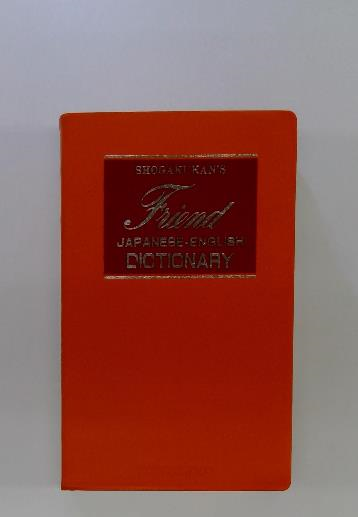 SHOGAKUKAN'S
Friend
JAPANESE-ENGLISH
DICTIONARY